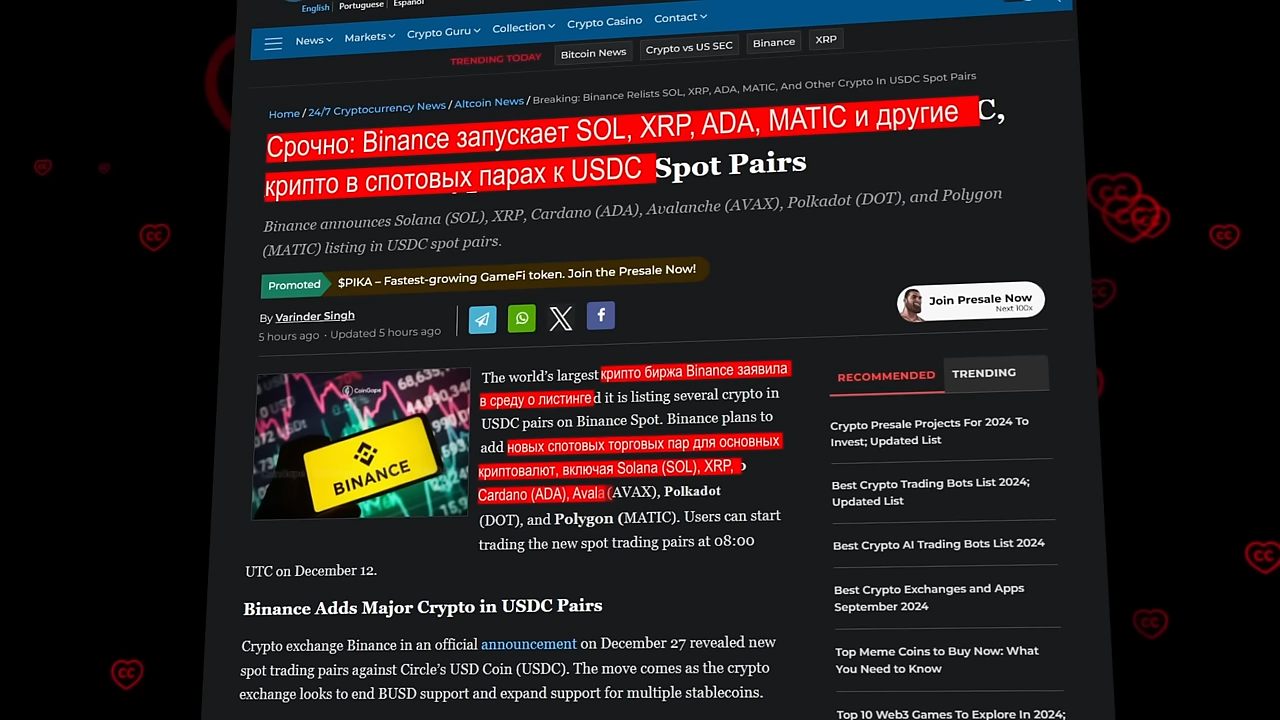 English Portuguese Español
News Markets Crypto Guru Collection Crypto Casino Contact
TRENDING TODAY Bitcoin News Crypto vs US SEC Binance XRP
Home / 24/7 Cryptocurrency News / Altcoin News / Breaking: Binance Relists SOL, XRP, ADA, MATIC, And Other Crypto In USDC Spot Pairs
Срочно: Binance запускает SOL, XRP, ADA, MATIC и другие C,
крипто в спотовых парах к USDC Spot Pairs
Binance announces Solana (SOL), XRP, Cardano (ADA), Avalanche (AVAX), Polkadot (DOT), and Polygon
(MATIC) listing in USDC spot pairs.
Promoted $PIKA – Fastest-growing GameFi token. Join the Presale Now!
By Varinder Singh
5 hours ago · Updated 5 hours ago
Join Presale Now
Next 100x
CoinGape
BINANCE
The world's largest крипто биржа Binance заявила
в среду о листинге d it is listing several crypto in
USDC pairs on Binance Spot. Binance plans to
add новых спотовых торговых пар для основных
криптовалют, включая Solana (SOL), XRP,
Cardano (ADA), Avala (AVAX), Polkadot
(DOT), and Polygon (MATIC). Users can start
trading the new spot trading pairs at 08:00
UTC on December 12.
Binance Adds Major Crypto in USDC Pairs
Crypto exchange Binance in an official announcement on December 27 revealed new
spot trading pairs against Circle's USD Coin (USDC). The move comes as the crypto
exchange looks to end BUSD support and expand support for multiple stablecoins.
RECOMMENDED TRENDING
Crypto Presale Projects For 2024 To
Invest; Updated List
Best Crypto Trading Bots List 2024;
Updated List
Best Crypto AI Trading Bots List 2024
Best Crypto Exchanges and Apps
September 2024
Top Meme Coins to Buy Now: What
You Need to Know
Top 10 Web3 Games To Explore In 2024;